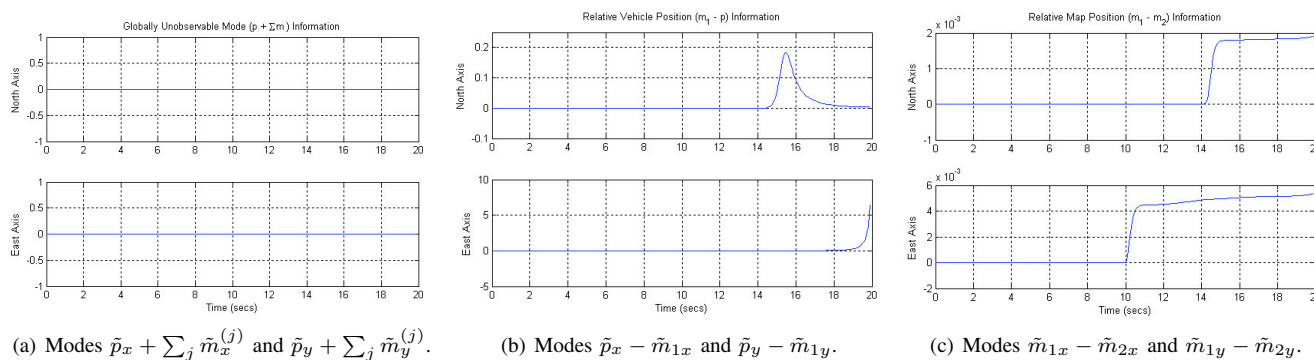 Globally Unobservable Mode (p + Σm ) Information
North Axis
1
0.5
0
-0.5
-1
0 2 4 6 8 10 12 14 16 18 20
East Axis
1
0.5
0
-0.5
-1
0 2 4 6 8 10 12 14 16 18 20
Time (secs)
(a) Modes p̃ₓ + ∑ⱼ m̃ₓ⁽ʲ⁾ and p̃_y + ∑ⱼ m̃_y⁽ʲ⁾.
Relative Vehicle Position (m₁ - p) Information
North Axis
0.2
0.1
0
-0.1
0 2 4 6 8 10 12 14 16 18 20
East Axis
10
5
0
-5
0 2 4 6 8 10 12 14 16 18 20
Time (secs)
(b) Modes p̃ₓ − m̃₁ₓ and p̃_y − m̃_{1y}.
Relative Map Position (m₁ - m₂) Information
x 10⁻³
North Axis
2
1
0
-1
0 2 4 6 8 10 12 14 16 18 20
x 10⁻³
East Axis
6
4
2
0
-2
0 2 4 6 8 10 12 14 16 18 20
Time (secs)
(c) Modes m̃₁ₓ − m̃₂ₓ and m̃_{1y} − m̃_{2y}.